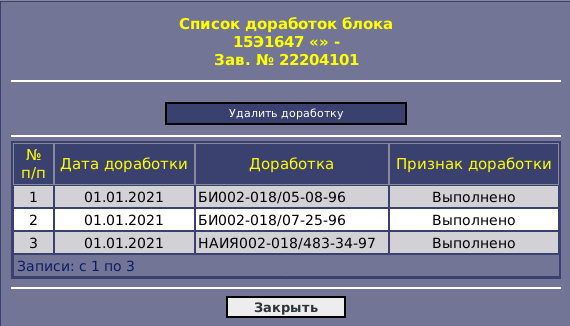 Список доработок блока
15Э1647 «» -
Зав. № 22204101
Удалить доработку
№ п/п Дата доработки Доработка Признак доработки
1 01.01.2021 БИ002-018/05-08-96 Выполнено
2 01.01.2021 БИ002-018/07-25-96 Выполнено
3 01.01.2021 НАИЯ002-018/483-34-97 Выполнено
Записи: с 1 по 3
Закрыть